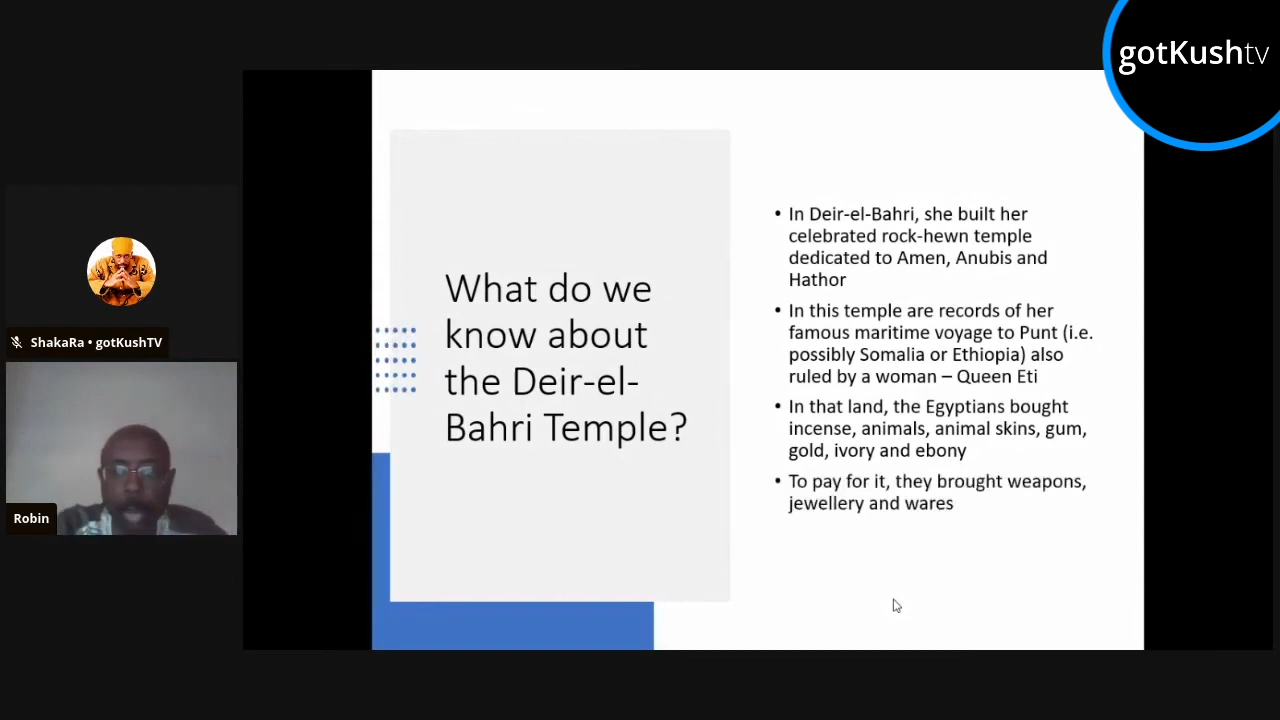 gotKushtv
What do we
know about
the Deir-el-
Bahri Temple?
• In Deir-el-Bahri, she built her
celebrated rock-hewn temple
dedicated to Amen, Anubis and
Hathor
• In this temple are records of her
famous maritime voyage to Punt (i.e.
possibly Somalia or Ethiopia) also
ruled by a woman – Queen Eti
• In that land, the Egyptians bought
incense, animals, animal skins, gum,
gold, ivory and ebony
• To pay for it, they brought weapons,
jewellery and wares
ShakaRa • gotKushTV
Robin